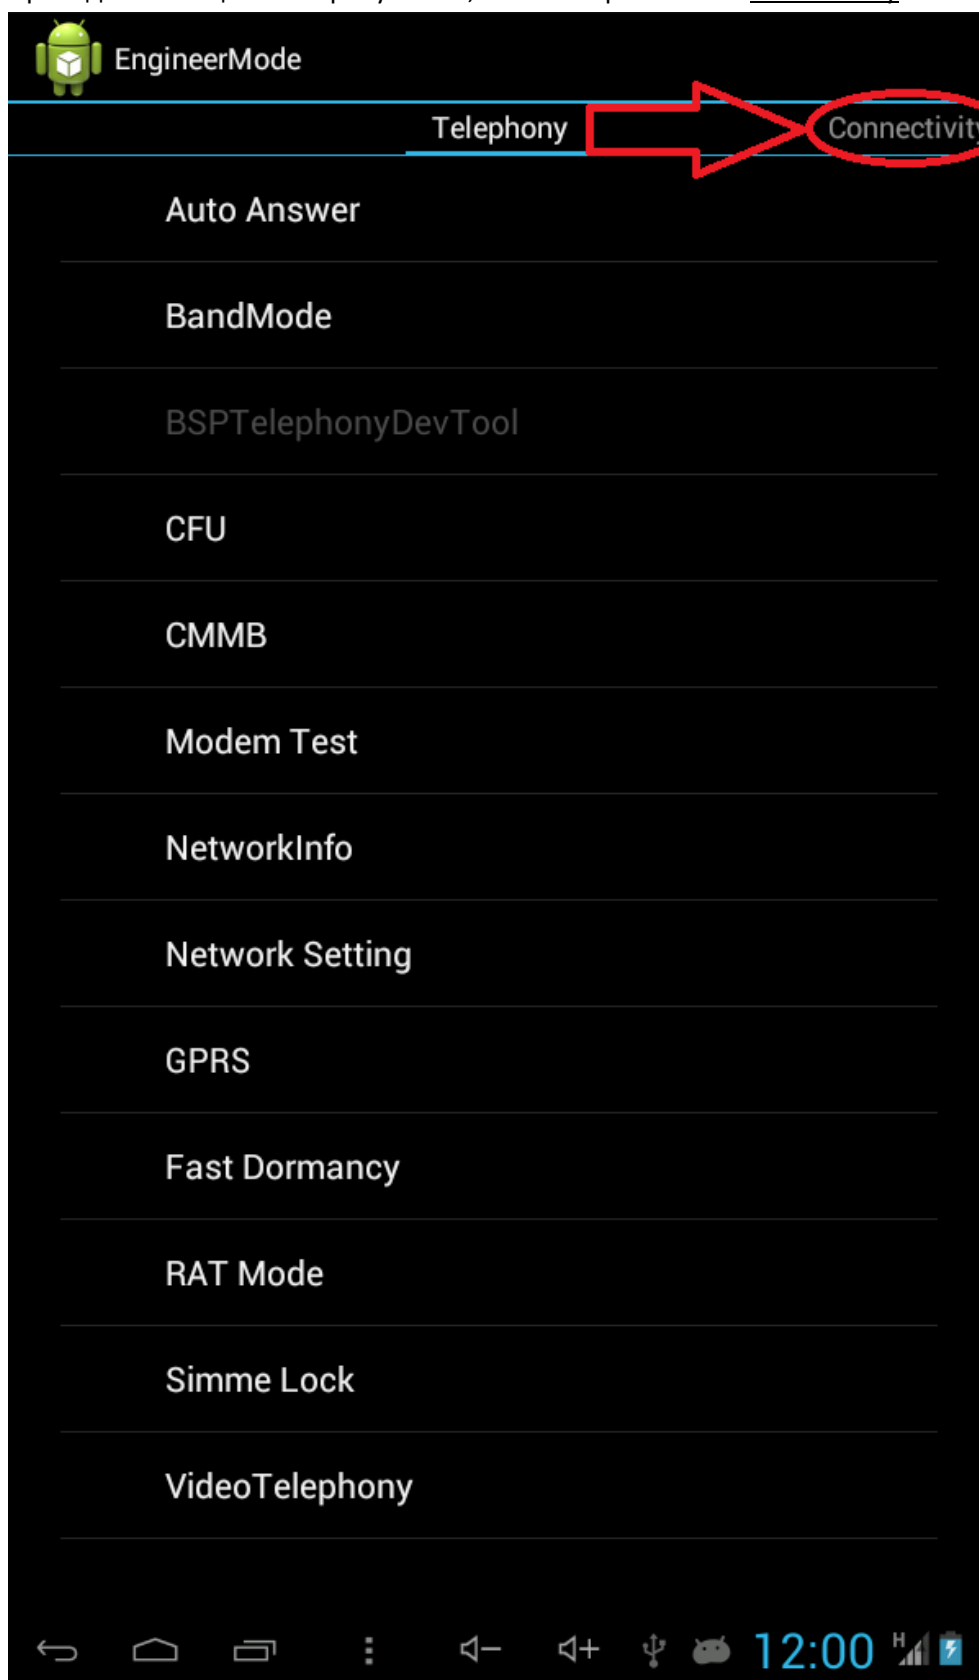 EngineerMode
Telephony
Connectivity
Auto Answer
BandMode
BSPTelephonyDevTool
CFU
CMMB
Modem Test
NetworkInfo
Network Setting
GPRS
Fast Dormancy
RAT Mode
Simme Lock
VideoTelephony
12:00 H